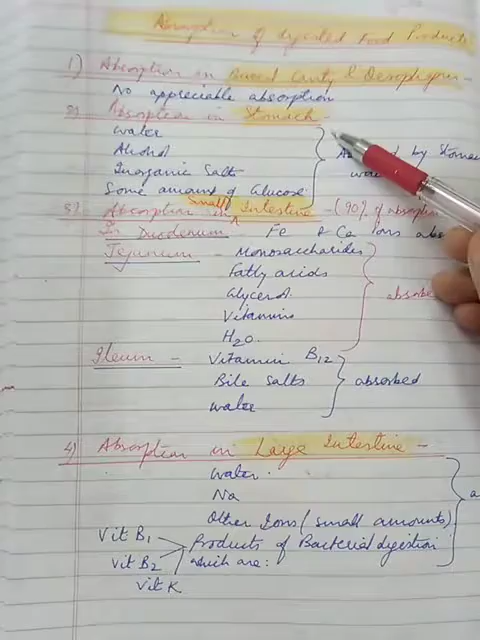 Absorption of digested Food Products
1) Absorption in Buccal Cavity & Oesophagus -
No appreciable absorption
2) Absorption in Stomach -
Water
Alcohol
Inorganic Salts
Some amount of Glucose
by Stomac
3) Absorption in Small Intestine - (90% of absorption
In Duodenum Fe & Ca Ions abs
Jejunum - Monosaccharides
Fatty acids
Glycerol
Vitamins
H2O
absorbe
Ileum - Vitamin B12
Bile Salts
Water
absorbed
4) Absorption in Large Intestine -
Water
Na
Other Ions (small amounts)
Products of Bacterial digestion
which are:
Vit B1
Vit B2
Vit K
a